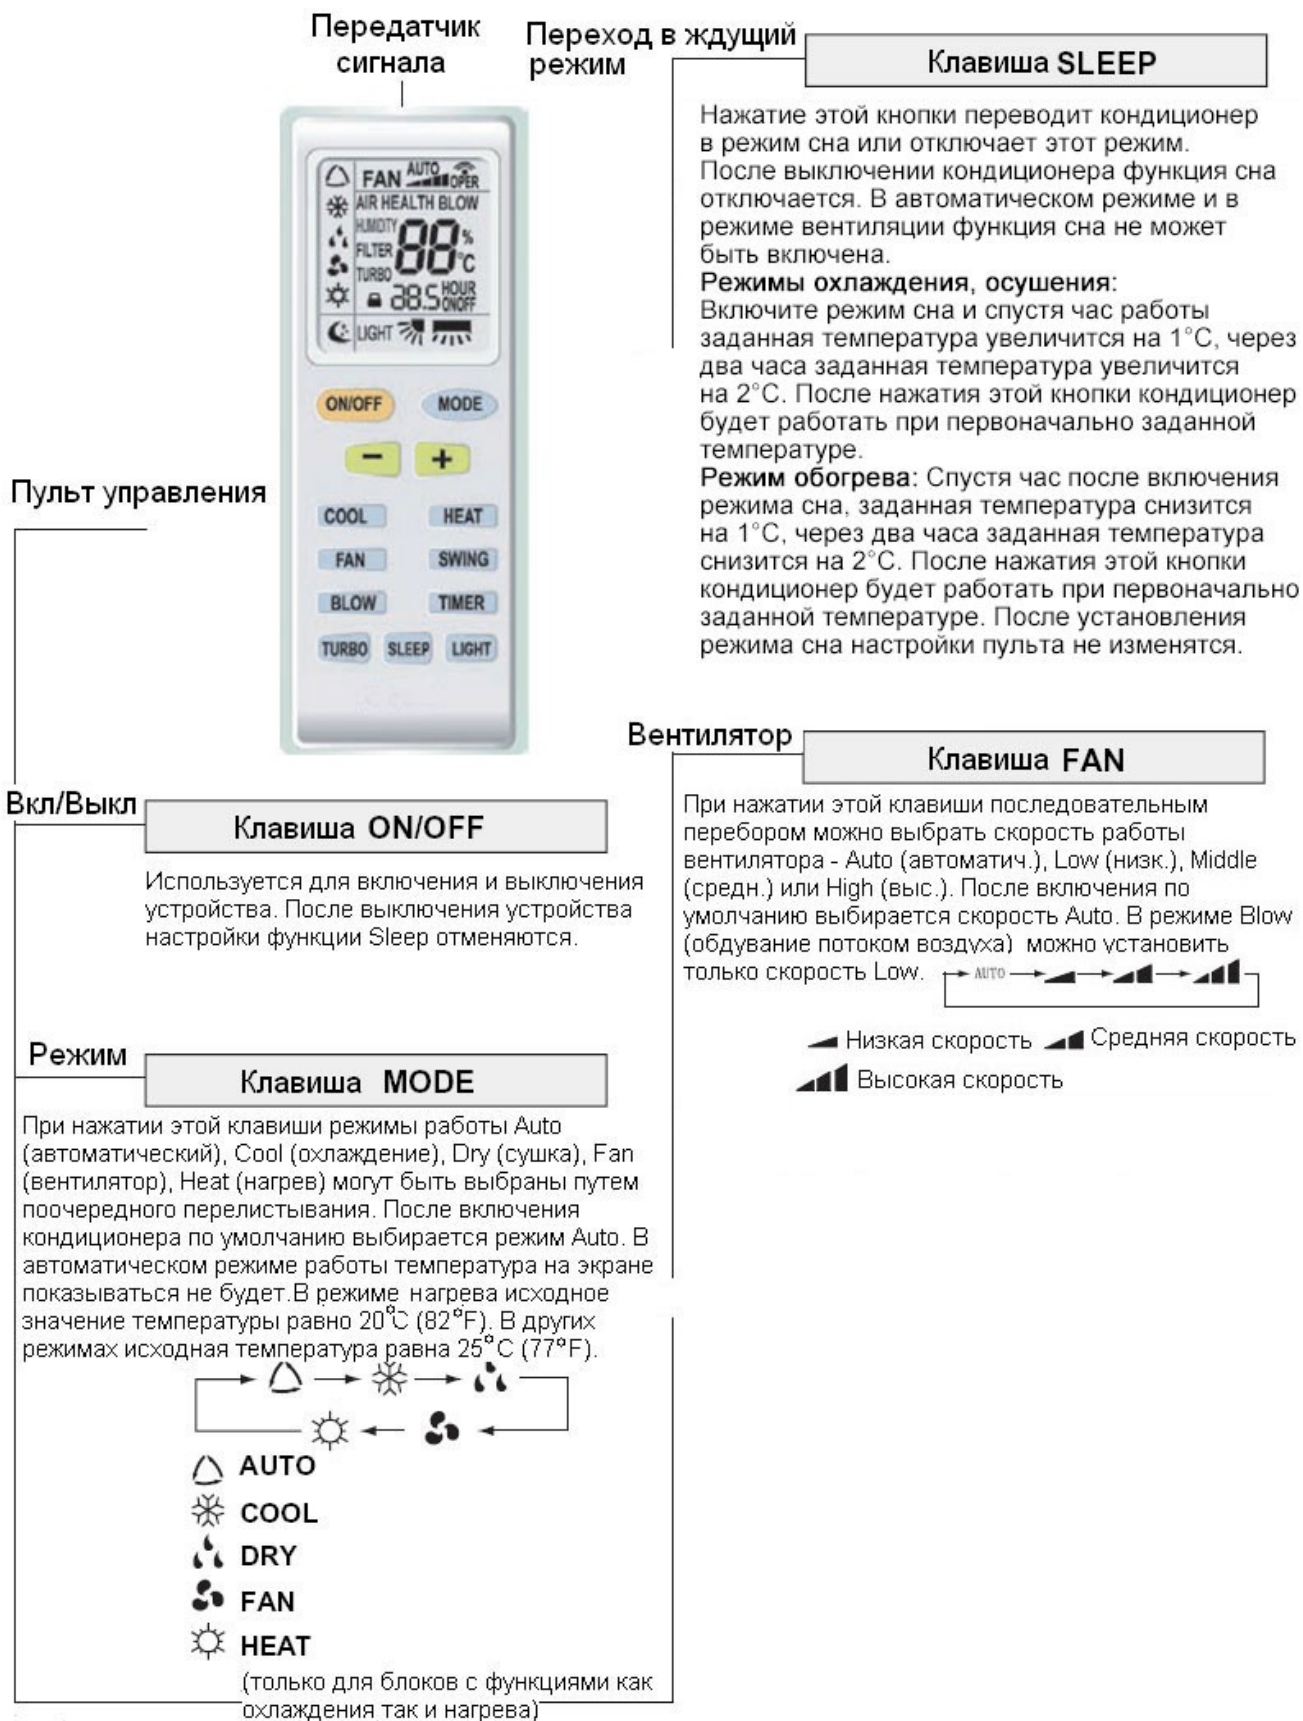 Передатчик
сигнала
Переход в ждущий
режим
Клавиша SLEEP
Нажатие этой кнопки переводит кондиционер
в режим сна или отключает этот режим.
После выключении кондиционера функция сна
отключается. В автоматическом режиме и в
режиме вентиляции функция сна не может
быть включена.
Режимы охлаждения, осушения:
Включите режим сна и спустя час работы
заданная температура увеличится на 1°C, через
два часа заданная температура увеличится
на 2°C. После нажатия этой кнопки кондиционер
будет работать при первоначально заданной
температуре.
Режим обогрева: Спустя час после включения
режима сна, заданная температура снизится
на 1°C, через два часа заданная температура
снизится на 2°C. После нажатия этой кнопки
кондиционер будет работать при первоначально
заданной температуре. После установления
режима сна настройки пульта не изменятся.
FAN AUTO OPER
AIR HEALTH BLOW
HUMIDITY
FILTER
TURBO
88 % °C
38.5 HOUR
ON/OFF
LIGHT
ON/OFF MODE
- +
COOL HEAT
FAN SWING
BLOW TIMER
TURBO SLEEP LIGHT
Пульт управления
Вкл/Выкл
Клавиша ON/OFF
Используется для включения и выключения
устройства. После выключения устройства
настройки функции Sleep отменяются.
Режим
Клавиша MODE
При нажатии этой клавиши режимы работы Auto
(автоматический), Cool (охлаждение), Dry (сушка), Fan
(вентилятор), Heat (нагрев) могут быть выбраны путем
поочередного перелистывания. После включения
кондиционера по умолчанию выбирается режим Auto. В
автоматическом режиме работы температура на экране
показываться не будет.В режиме нагрева исходное
значение температуры равно 20°C (82°F). В других
режимах исходная температура равна 25°C (77°F).
AUTO
COOL
DRY
FAN
HEAT
(только для блоков с функциями как
охлаждения так и нагрева)
Вентилятор
Клавиша FAN
При нажатии этой клавиши последовательным
перебором можно выбрать скорость работы
вентилятора - Auto (автоматич.), Low (низк.), Middle
(средн.) или High (выс.). После включения по
умолчанию выбирается скорость Auto. В режиме Blow
(обдувание потоком воздуха) можно установить
только скорость Low.
AUTO
Низкая скорость Средняя скорость
Высокая скорость